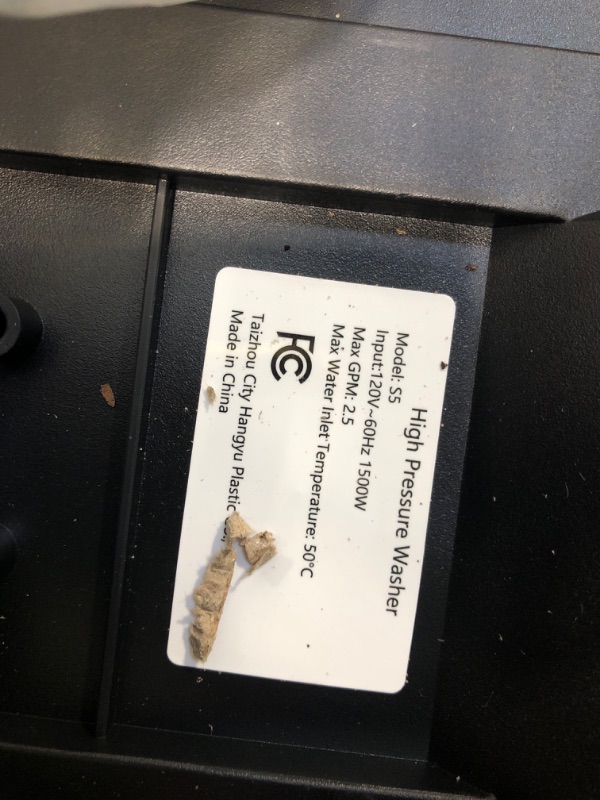 High Pressure Washer
Model: S5
Input:120V~60Hz 1500W
Max GPM: 2.5
Max Water Inlet Temperature: 50°C
FC
Taizhou City Hangyu Plastic
Made in China